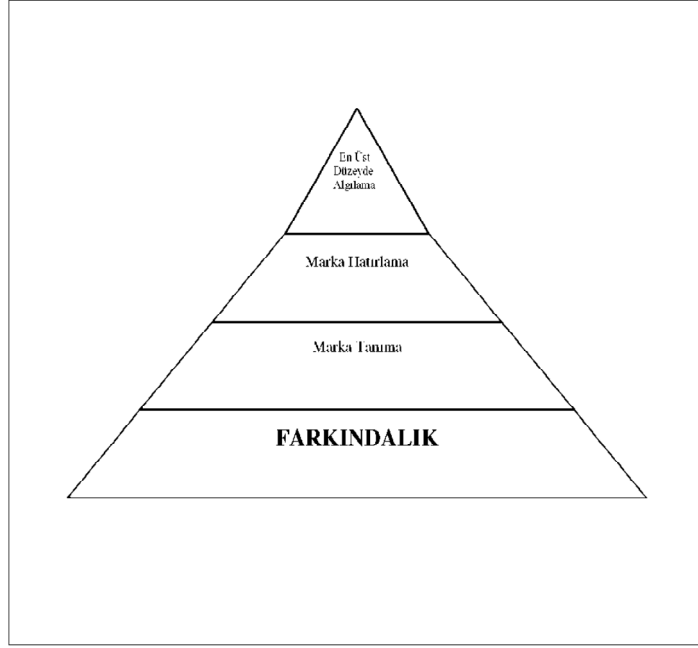 En Üst
Düzeyde
Algılama
Marka Hatırlama
Marka Tanıma
FARKINDALIK